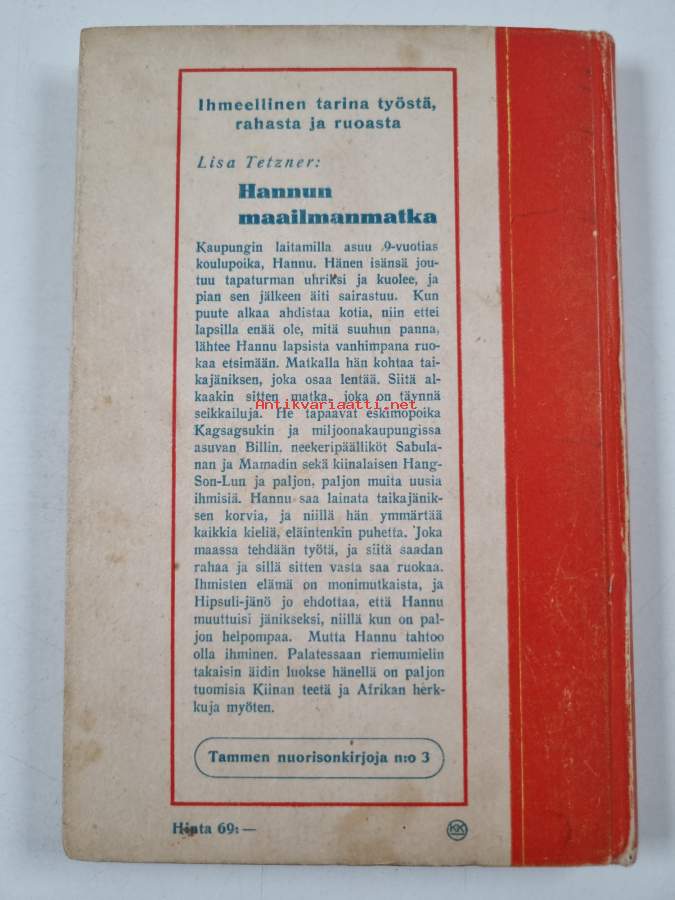 Ihmeellinen tarina työstä,
rahasta ja ruoasta
Lisa Tetzner:
Hannun
maailmanmatka
Kaupungin laitamilla asuu 9-vuotias
koulupoika, Hannu. Hänen isänsä jou-
tuu tapaturman uhriksi ja kuolee, ja
pian sen jälkeen äiti sairastuu. Kun
puute alkaa ahdistaa kotia, niin ettei
lapsilla enää ole, mitä suuhun panna,
lähtee Hannu lapsista vanhimpana ruo-
kaa etsimään. Matkalla hän kohtaa tai-
kajäniksen, joka osaa lentää. Siitä al-
kaakin sitten matka, joka on täynnä
seikkailuja. He tapaavat eskimopoika
Antikvariaatti.net
Kagsagsukin ja miljoonakaupungissa
asuvan Billin, neekeripäälliköt Sabula-
nan ja Mamadin sekä kiinalaisen Hang-
Son-Lun ja paljon, paljon muita uusia
ihmisiä. Hannu saa lainata taikajänik-
sen korvia, ja niillä hän ymmärtää
kaikkia kieliä, eläintenkin puhetta. Joka
maassa tehdään työtä, ja siitä saadan
rahaa ja sillä sitten vasta saa ruokaa.
Ihmisten elämä on monimutkaista, ja
Hipsuli-jänö jo ehdottaa, että Hannu
muuttuisi jänikseksi, niillä kun on pal-
jon helpompaa. Mutta Hannu tahtoo
olla ihminen. Palatessaan riemumielin
takaisin äidin luokse hänellä on paljon
tuomisia Kiinan teetä ja Afrikan herk-
kuja myöten.
Tammen nuorisonkirjoja n:o 3
Hinta 69:—
KK